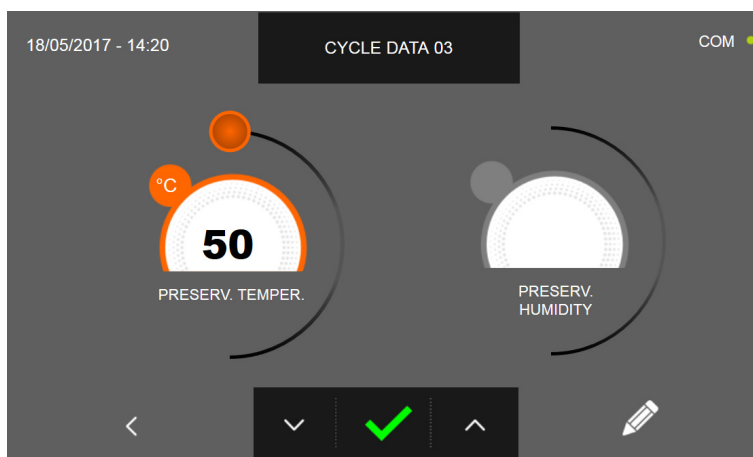 18/05/2017 - 14:20
CYCLE DATA 03
COM
°C
50
PRESERV. TEMPER.
PRESERV.
HUMIDITY